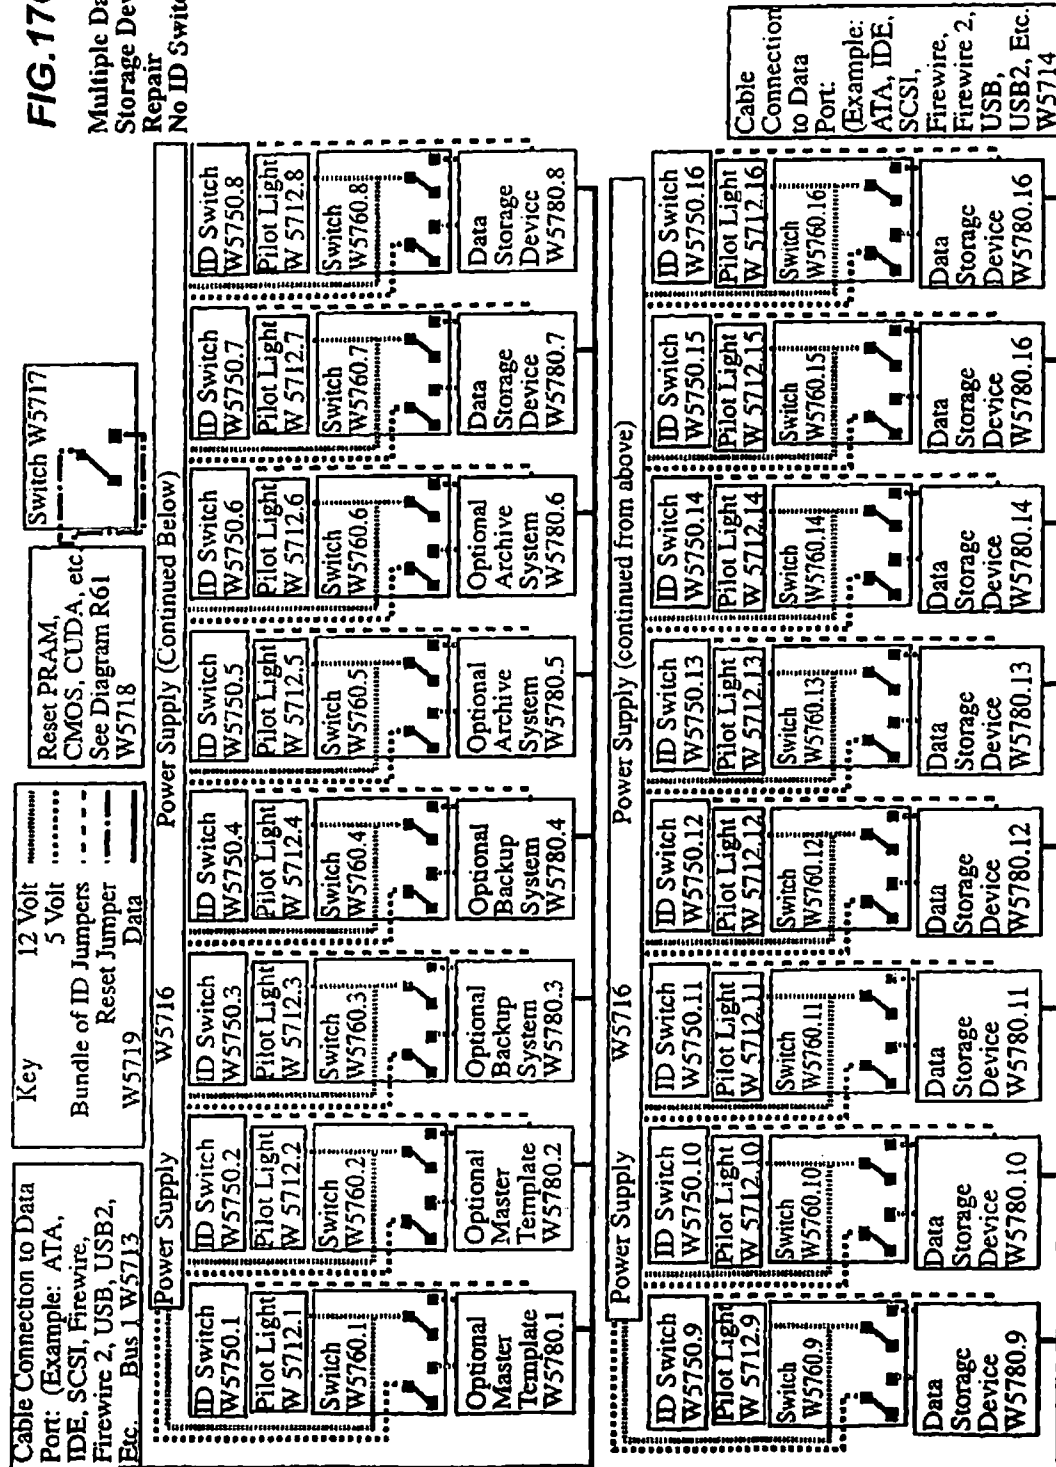 FIG.17
Multiple Da
Storage Dev
Repair
No ID Switc
Cable Connection to Data
Port: (Example: ATA,
IDE, SCSI, Firewire,
Firewire 2, USB, USB2,
Etc. Bus 1 W5713
Key 12 Volt
5 Volt
Bundle of ID Jumpers
Reset Jumper
W5719 Data
Reset PRAM,
CMOS, CUDA, etc.
See Diagram R61
W5718
Switch W5717
Power Supply W5716 Power Supply (Contunued Below)
ID Switch
W5750.1
Pilot Light
W 5712.1
Switch
W5760.1
Optional
Master
Template
W5780.1
ID Switch
W5750.2
Pilot Light
W 5712.2
Switch
W5760.2
Optional
Master
Template
W5780.2
ID Switch
W5750.3
Pilot Light
W 5712.3
Switch
W5760.3
Optional
Backup
System
W5780.3
ID Switch
W5750.4
Pilot Light
W 5712.4
Switch
W5760.4
Optional
Backup
System
W5780.4
ID Switch
W5750.5
Pilot Light
W 5712.5
Switch
W5760.5
Optional
Archive
System
W5780.5
ID Switch
W5750.6
Pilot Light
W 5712.6
Switch
W5760.6
Optional
Archive
System
W5780.6
ID Switch
W5750.7
Pilot Light
W 5712.7
Switch
W5760.7
Data
Storage
Device
W5780.7
ID Switch
W5750.8
Pilot Light
W 5712.8
Switch
W5760.8
Data
Storage
Device
W5780.8
Power Supply W5716 Power Supply (continued from above)
ID Switch
W5750.9
Pilot Light
W 5712.9
Switch
W5760.9
Data
Storage
Device
W5780.9
ID Switch
W5750.10
Pilot Light
W 5712.10
Switch
W5760.10
Data
Storage
Device
W5780.10
ID Switch
W5750.11
Pilot Light
W 5712.11
Switch
W5760.11
Data
Storage
Device
W5780.11
ID Switch
W5750.12
Pilot Light
W 5712.12
Switch
W5760.12
Data
Storage
Device
W5780.12
ID Switch
W5750.13
Pilot Light
W 5712.13
Switch
W5760.13
Data
Storage
Device
W5780.13
ID Switch
W5750.14
Pilot Light
W 5712.14
Switch
W5760.14
Data
Storage
Device
W5780.14
ID Switch
W5750.15
Pilot Light
W 5712.15
Switch
W5760.15
Data
Storage
Device
W5780.16
ID Switch
W5750.16
Pilot Light
W 5712.16
Switch
W5760.16
Data
Storage
Device
W5780.16
Cable
Connection
to Data
Port:
(Example:
ATA, IDE,
SCSI,
Firewire,
Firewire 2,
USB,
USB2, Etc.
W5714